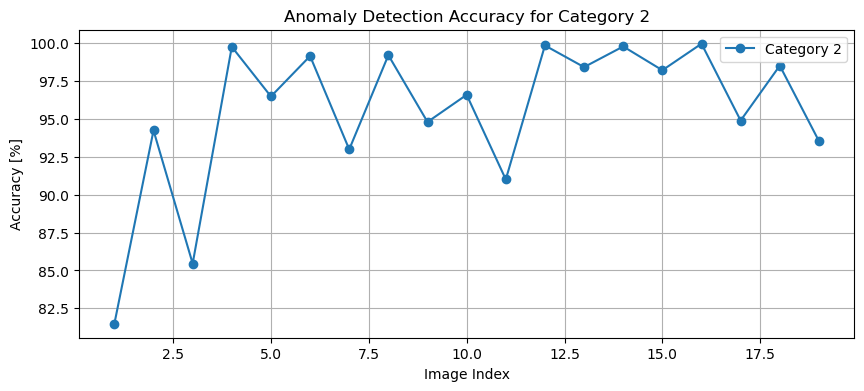 Anomaly Detection Accuracy for Category 2
Category 2
Accuracy [%]
100.0
97.5
95.0
92.5
90.0
87.5
85.0
82.5
2.5 5.0 7.5 10.0 12.5 15.0 17.5
Image Index